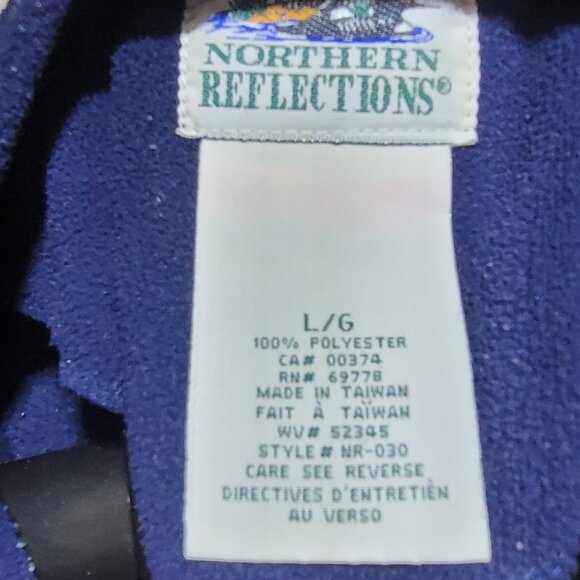 NORTHERN
REFLECTIONS®
L/G
100% POLYESTER
CA# 00374
RN# 69778
MADE IN TAIWAN
FAIT À TAÏWAN
WV# 52345
STYLE # NR-030
CARE SEE REVERSE
DIRECTIVES D'ENTRETIÈN
AU VERSO